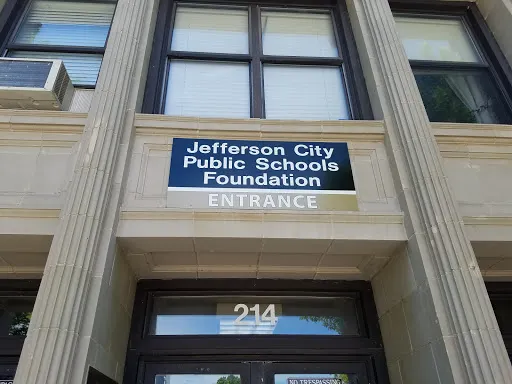 Jefferson City
Public Schools
Foundation
ENTRANCE
214
NO TRESPASSING